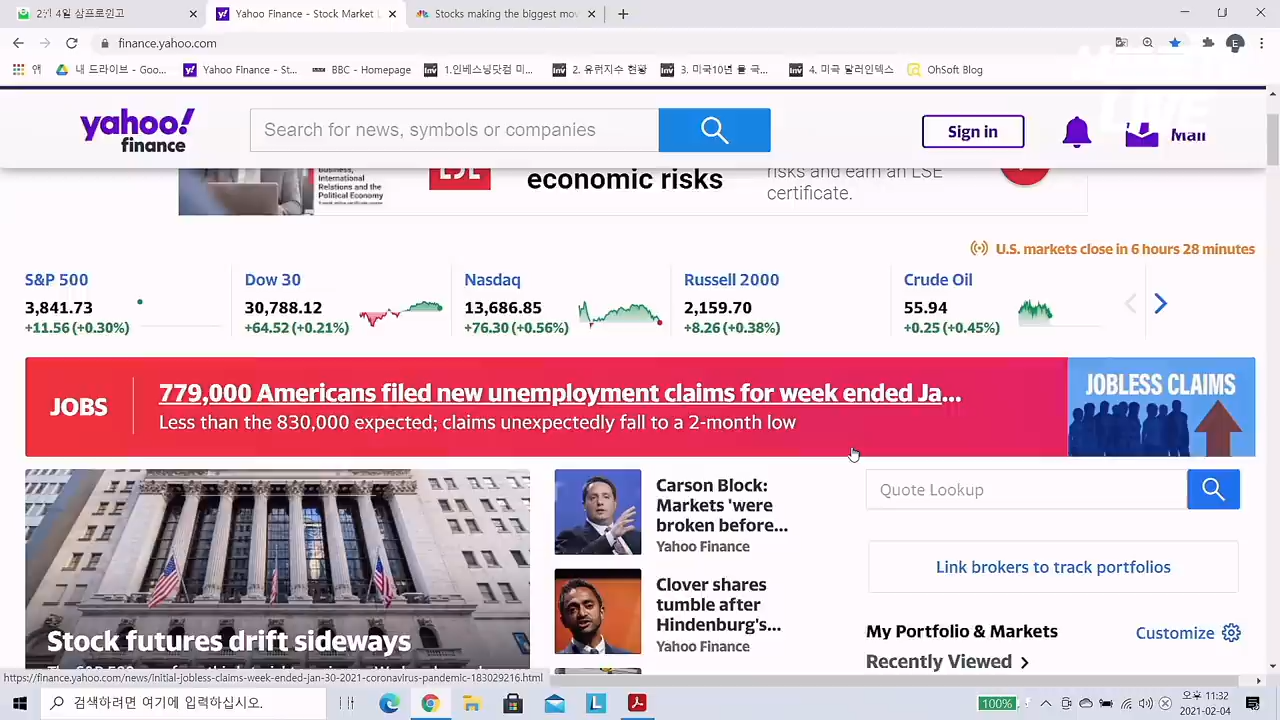 2월 4일 삼프로읻고
Yahoo Finance - Stock Market L
Stocks making the biggest mov
finance.yahoo.com
앱
내 드라이브 - Goo...
Yahoo Finance - St...
BBC - Homepage
1.인베스팅닷컴 미...
2. 유럽지수 현황
3. 미국10년 물 국...
4. 미국 달러인덱스
OhSoft Blog
LIVE
yahoo!
finance
Search for news, symbols or companies
Sign in
Mail
International
Relations and the
Political Economy
LSE
economic risks
risks and earn an LSE
certificate.
U.S. markets close in 6 hours 28 minutes
S&P 500
3,841.73
+11.56 (+0.30%)
Dow 30
30,788.12
+64.52 (+0.21%)
Nasdaq
13,686.85
+76.30 (+0.56%)
Russell 2000
2,159.70
+8.26 (+0.38%)
Crude Oil
55.94
+0.25 (+0.45%)
JOBS
779,000 Americans filed new unemployment claims for week ended Ja...
Less than the 830,000 expected; claims unexpectedly fall to a 2-month low
JOBLESS CLAIMS
Stock futures drift sideways
Carson Block:
Markets 'were
broken before...
Yahoo Finance
Clover shares
tumble after
Hindenburg's...
Yahoo Finance
Quote Lookup
Link brokers to track portfolios
My Portfolio & Markets
Customize
Recently Viewed
https://finance.yahoo.com/news/initial-jobless-claims-week-ended-jan-30-2021-coronavirus-pandemic-183029216.html
검색하려면 여기에 입력하십시오.
100%
오후 11:32
2021-02-04